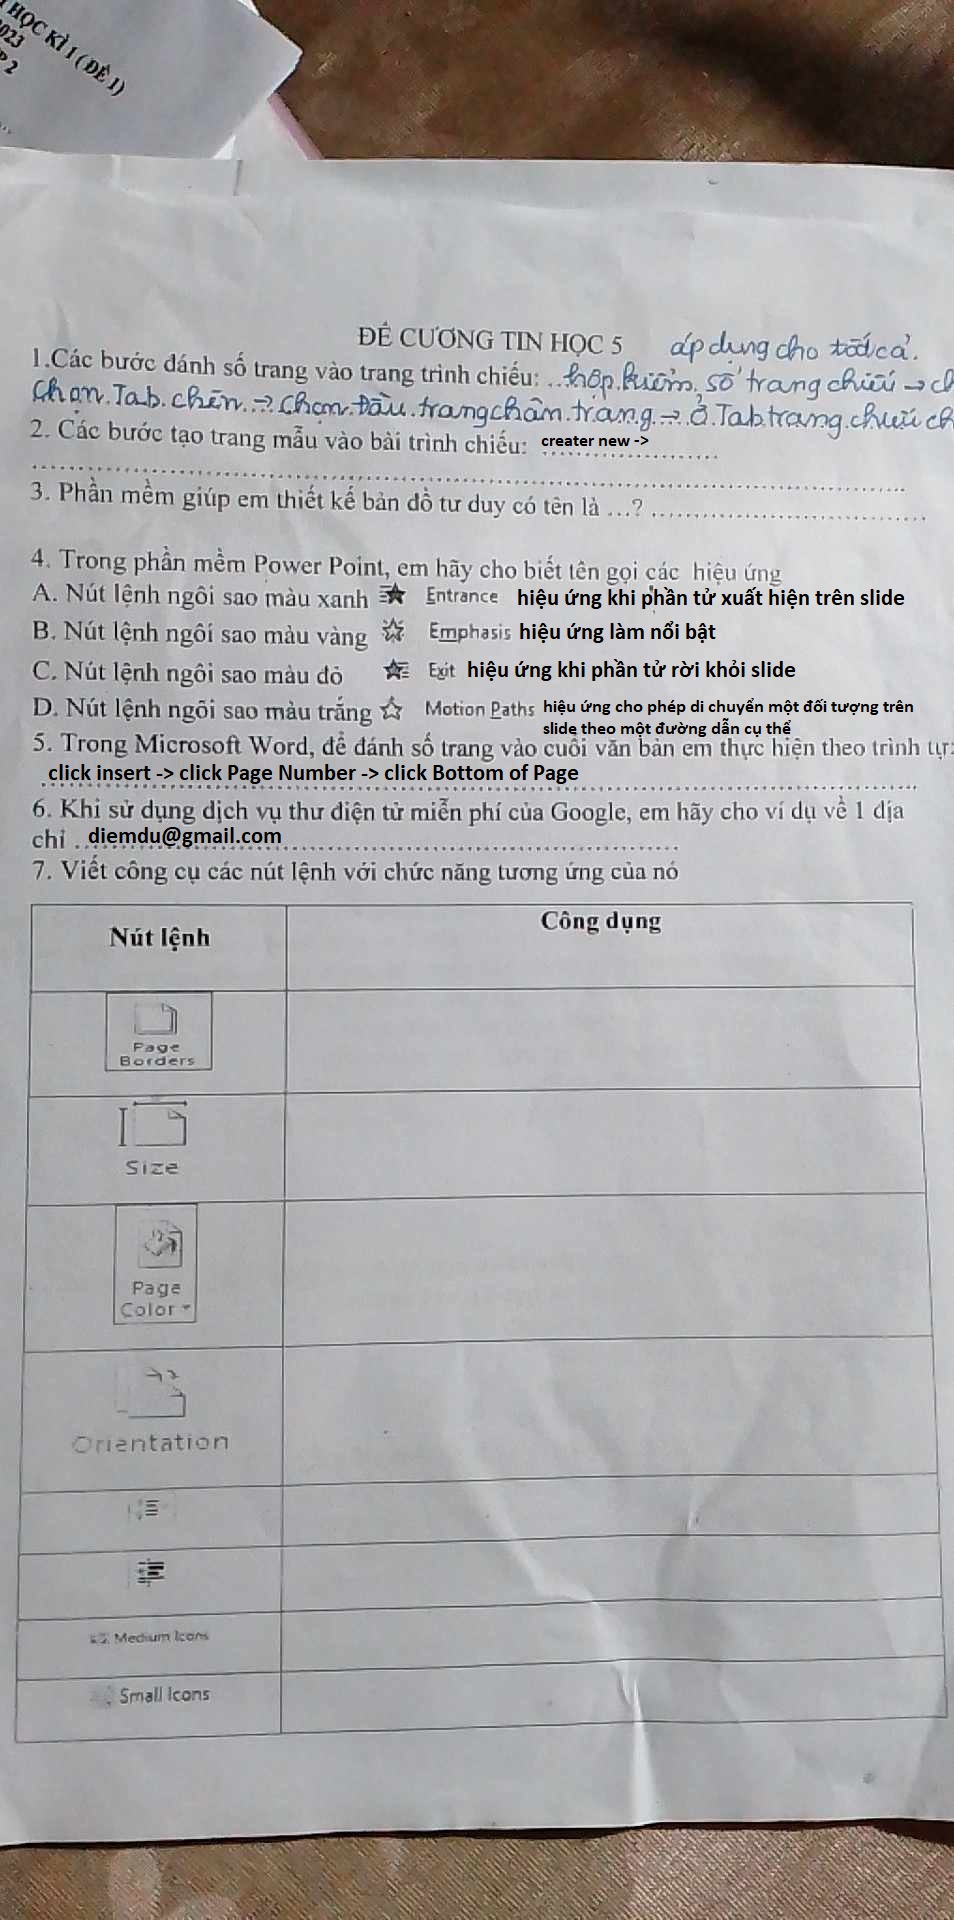 HỌC KÌ 1 ( ĐỀ 1)
023
P 2
ĐỀ CƯƠNG TIN HỌC 5 áp dụng cho tất cả.
1.Các bước đánh số trang vào trang trình chiếu: ...hộp kiểm, số trang chiếu → ch
Chọn.Tab.chèn...→ Chọn.Đầu.trang chân.trang...→.Ở.Tab trang.chiếu ch
2. Các bước tạo trang mẫu vào bài trình chiếu: creater new ->
3. Phần mềm giúp em thiết kế bản đồ tư duy có tên là ...?
4. Trong phần mềm Power Point, em hãy cho biết tên gọi các hiệu ứng
A. Nút lệnh ngôi sao màu xanh Entrance hiệu ứng khi phần tử xuất hiện trên slide
B. Nút lệnh ngôi sao màu vàng Emphasis hiệu ứng làm nổi bật
C. Nút lệnh ngôi sao màu đỏ Exit hiệu ứng khi phần tử rời khỏi slide
D. Nút lệnh ngôi sao màu trắng Motion Paths hiệu ứng cho phép di chuyển một đối tượng trên
slide theo một đường dẫn cụ thể
5. Trong Microsoft Word, để đánh số trang vào cuối văn bản em thực hiện theo trình tự:
click insert -> click Page Number -> click Bottom of Page
6. Khi sử dụng dịch vụ thư điện tử miễn phí của Google, em hãy cho ví dụ về 1 địa
chỉ diemdu@gmail.com
7. Viết công cụ các nút lệnh với chức năng tương ứng của nó
Nút lệnh Công dụng
Page
Borders
Size
Page
Color
Orientation
Medium Icons
Small Icons